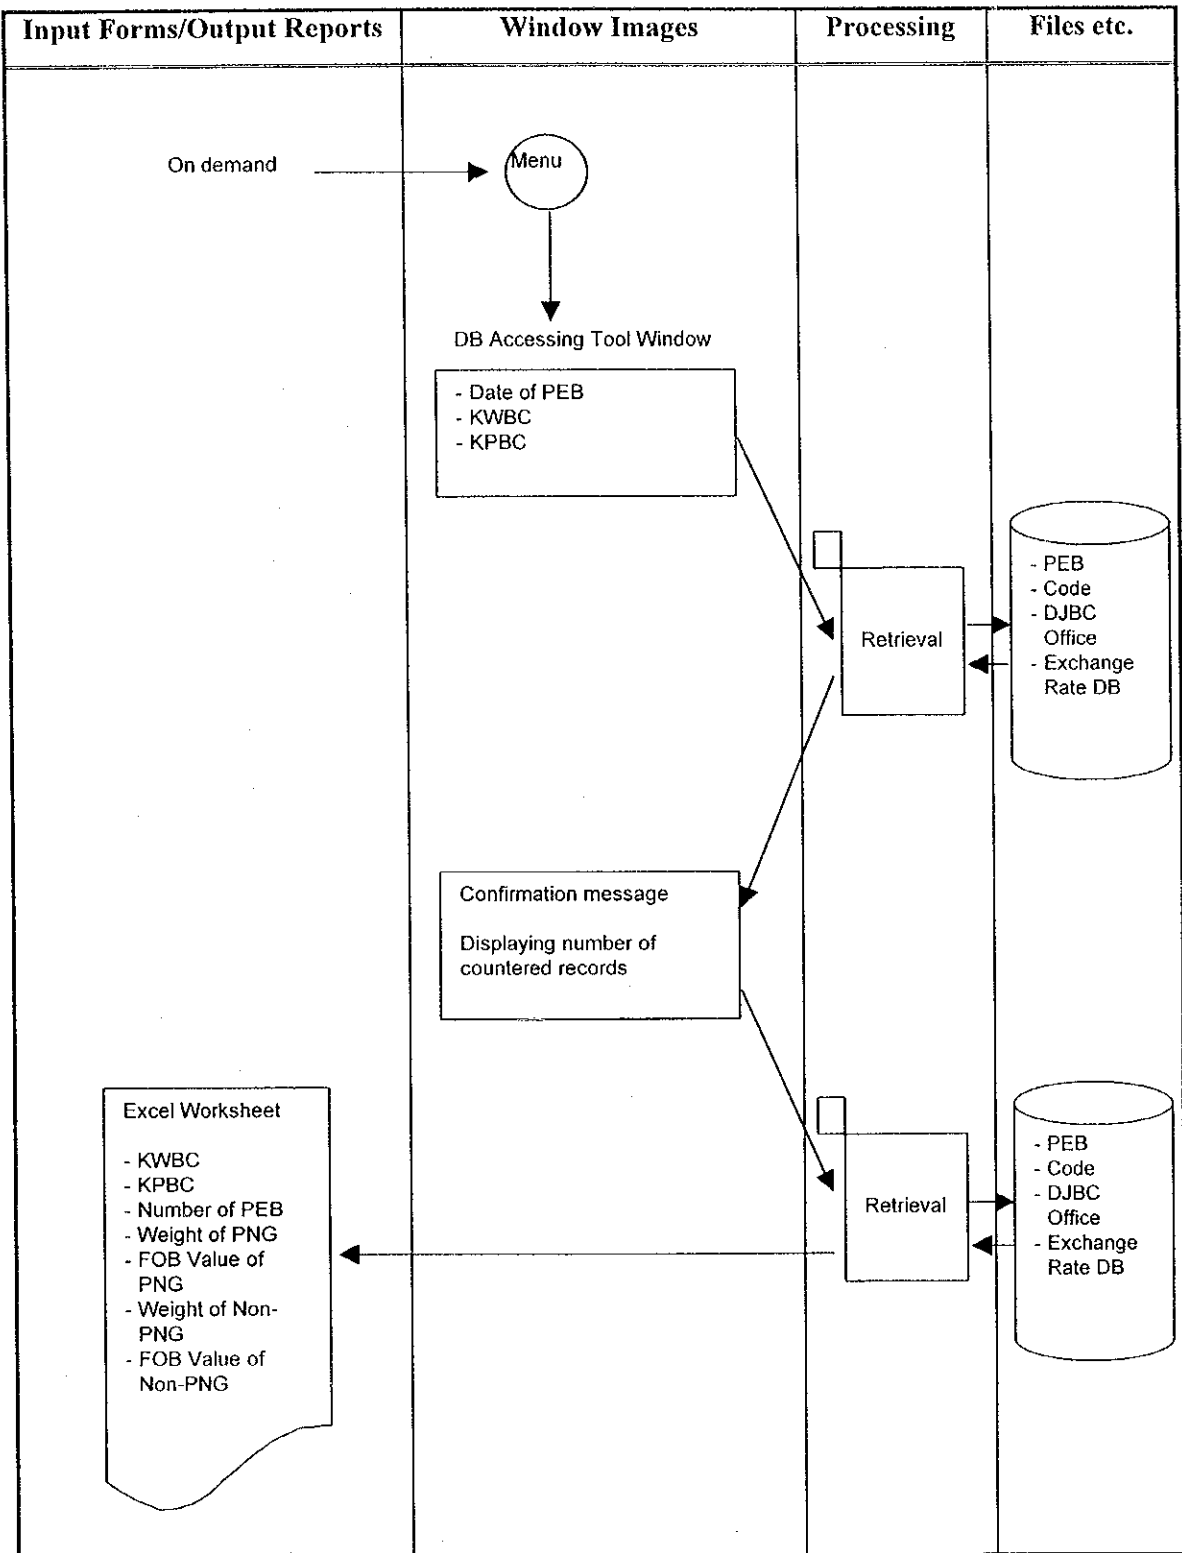 Input Forms/Output Reports
Window Images
Processing
Files etc.
On demand
Menu
DB Accessing Tool Window
- Date of PEB
- KWBC
- KPBC
Retrieval
- PEB
- Code
- DJBC
Office
- Exchange
Rate DB
Confirmation message
Displaying number of
countered records
Excel Worksheet
- KWBC
- KPBC
- Number of PEB
- Weight of PNG
- FOB Value of
PNG
- Weight of Non-
PNG
- FOB Value of
Non-PNG
Retrieval
- PEB
- Code
- DJBC
Office
- Exchange
Rate DB